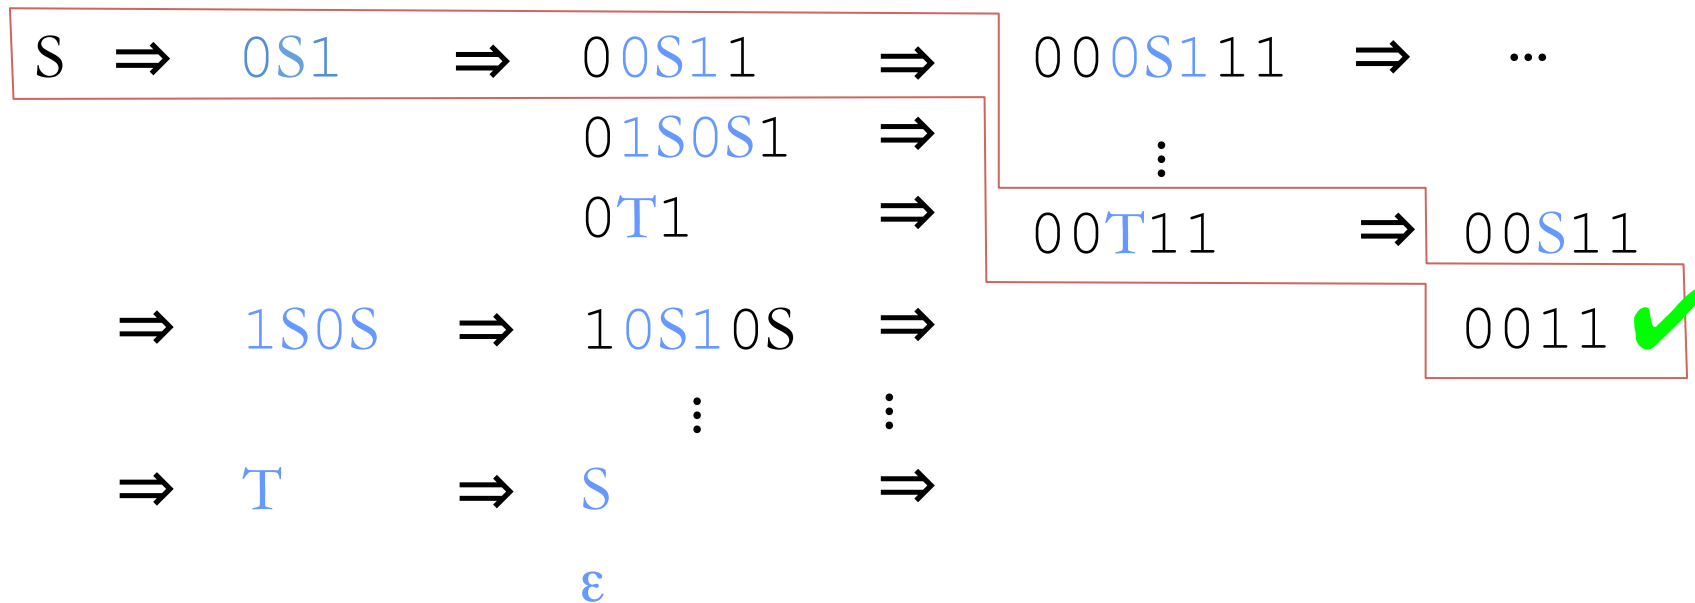 S ⇒ 0S1 ⇒ 00S11 ⇒ 000S111 ⇒ ⋯
01S0S1 ⇒ ⋮
0T1 ⇒ 00T11 ⇒ 00S11
⇒ 1S0S ⇒ 10S10S ⇒ 0011 ✔
⋮ ⋮
⇒ T ⇒ S ⇒
ε